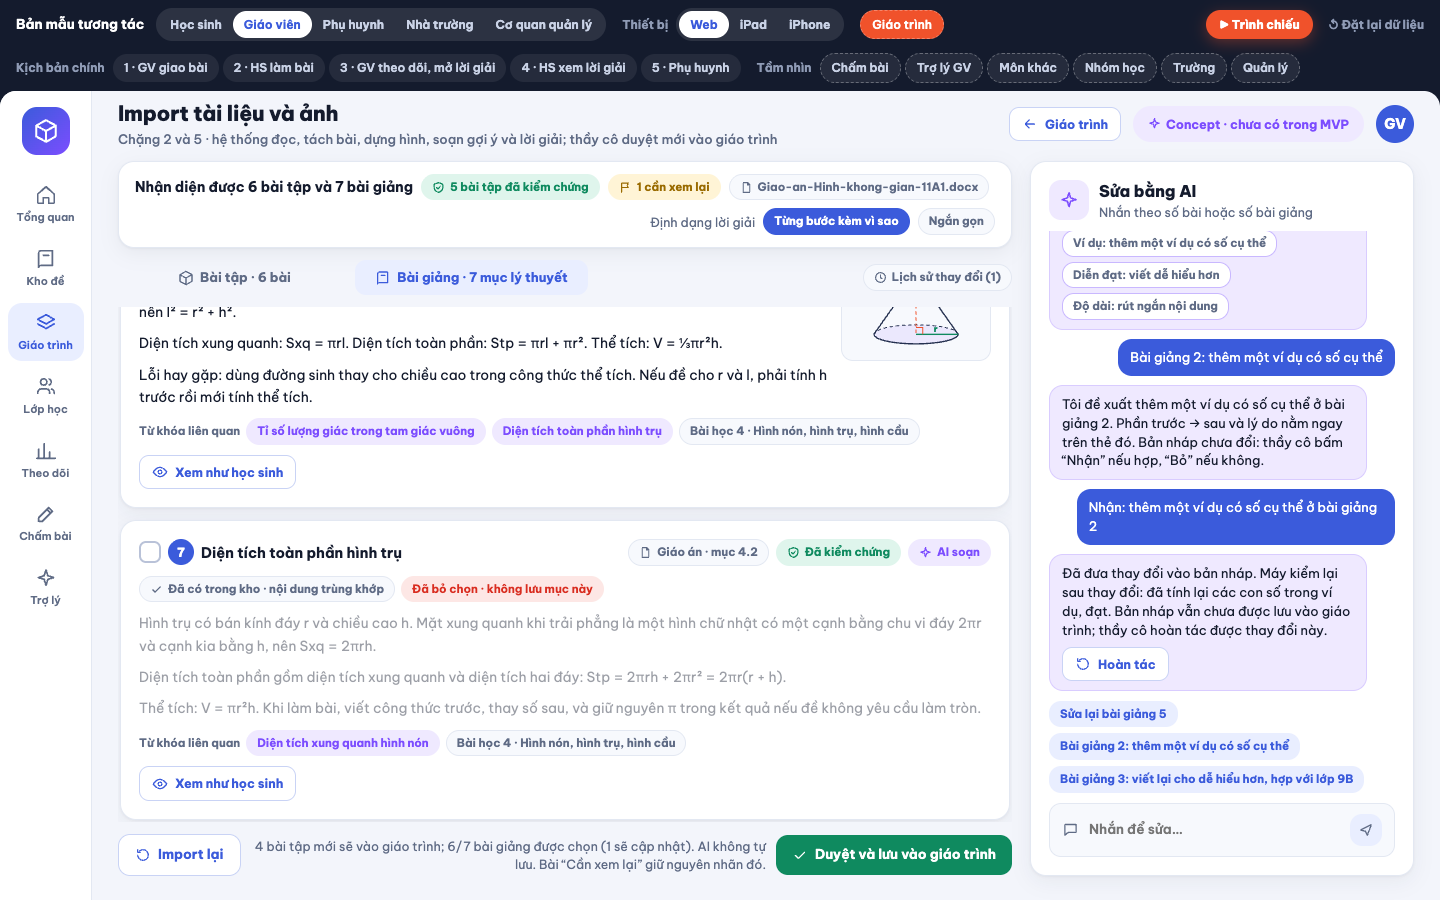 Bản mẫu tương tác
Học sinh
Giáo viên
Phụ huynh
Nhà trường
Cơ quan quản lý
Thiết bị
Web
iPad
iPhone
Giáo trình
Trình chiếu
Đặt lại dữ liệu
Kịch bản chính
1 · GV giao bài
2 · HS làm bài
3 · GV theo dõi, mở lời giải
4 · HS xem lời giải
5 · Phụ huynh
Tầm nhìn
Chấm bài
Trợ lý GV
Môn khác
Nhóm học
Trường
Quản lý
Tổng quan
Kho đề
Giáo trình
Lớp học
Theo dõi
Chấm bài
Trợ lý
Import tài liệu và ảnh
Chặng 2 và 5 · hệ thống đọc, tách bài, dựng hình, soạn gợi ý và lời giải; thầy cô duyệt mới vào giáo trình
Giáo trình
Concept · chưa có trong MVP
GV
Nhận diện được 6 bài tập và 7 bài giảng
5 bài tập đã kiểm chứng
1 cần xem lại
Giao-an-Hinh-khong-gian-11A1.docx
Định dạng lời giải
Từng bước kèm vì sao
Ngắn gọn
Bài tập · 6 bài
Bài giảng · 7 mục lý thuyết
Lịch sử thay đổi (1)
nên l² = r² + h².
Diện tích xung quanh: Sxq = πrl. Diện tích toàn phần: Stp = πrl + πr². Thể tích: V = ⅓πr²h.
Lỗi hay gặp: dùng đường sinh thay cho chiều cao trong công thức thể tích. Nếu đề cho r và l, phải tính h
trước rồi mới tính thể tích.
r
Từ khóa liên quan
Tỉ số lượng giác trong tam giác vuông
Diện tích toàn phần hình trụ
Bài học 4 · Hình nón, hình trụ, hình cầu
Xem như học sinh
7
Diện tích toàn phần hình trụ
Giáo án · mục 4.2
Đã kiểm chứng
AI soạn
Đã có trong kho · nội dung trùng khớp
Đã bỏ chọn · không lưu mục này
Hình trụ có bán kính đáy r và chiều cao h. Mặt xung quanh khi trải phẳng là một hình chữ nhật có một cạnh bằng chu vi đáy 2πr
và cạnh kia bằng h, nên Sxq = 2πrh.
Diện tích toàn phần gồm diện tích xung quanh và diện tích hai đáy: Stp = 2πrh + 2πr² = 2πr(r + h).
Thể tích: V = πr²h. Khi làm bài, viết công thức trước, thay số sau, và giữ nguyên π trong kết quả nếu đề không yêu cầu làm tròn.
Từ khóa liên quan
Diện tích xung quanh hình nón
Bài học 4 · Hình nón, hình trụ, hình cầu
Xem như học sinh
Import lại
4 bài tập mới sẽ vào giáo trình; 6/7 bài giảng được chọn (1 sẽ cập nhật). AI không tự
lưu. Bài “Cần xem lại” giữ nguyên nhãn đó.
Duyệt và lưu vào giáo trình
Sửa bằng AI
Nhắn theo số bài hoặc số bài giảng
Ví dụ: thêm một ví dụ có số cụ thể
Diễn đạt: viết dễ hiểu hơn
Độ dài: rút ngắn nội dung
Bài giảng 2: thêm một ví dụ có số cụ thể
Tôi đề xuất thêm một ví dụ có số cụ thể ở bài
giảng 2. Phần trước → sau và lý do nằm ngay
trên thẻ đó. Bản nháp chưa đổi: thầy cô bấm
“Nhận” nếu hợp, “Bỏ” nếu không.
Nhận: thêm một ví dụ có số cụ thể ở bài giảng
2
Đã đưa thay đổi vào bản nháp. Máy kiểm lại
sau thay đổi: đã tính lại các con số trong ví
dụ, đạt. Bản nháp vẫn chưa được lưu vào giáo
trình; thầy cô hoàn tác được thay đổi này.
Hoàn tác
Sửa lại bài giảng 5
Bài giảng 2: thêm một ví dụ có số cụ thể
Bài giảng 3: viết lại cho dễ hiểu hơn, hợp với lớp 9B
Nhắn để sửa...